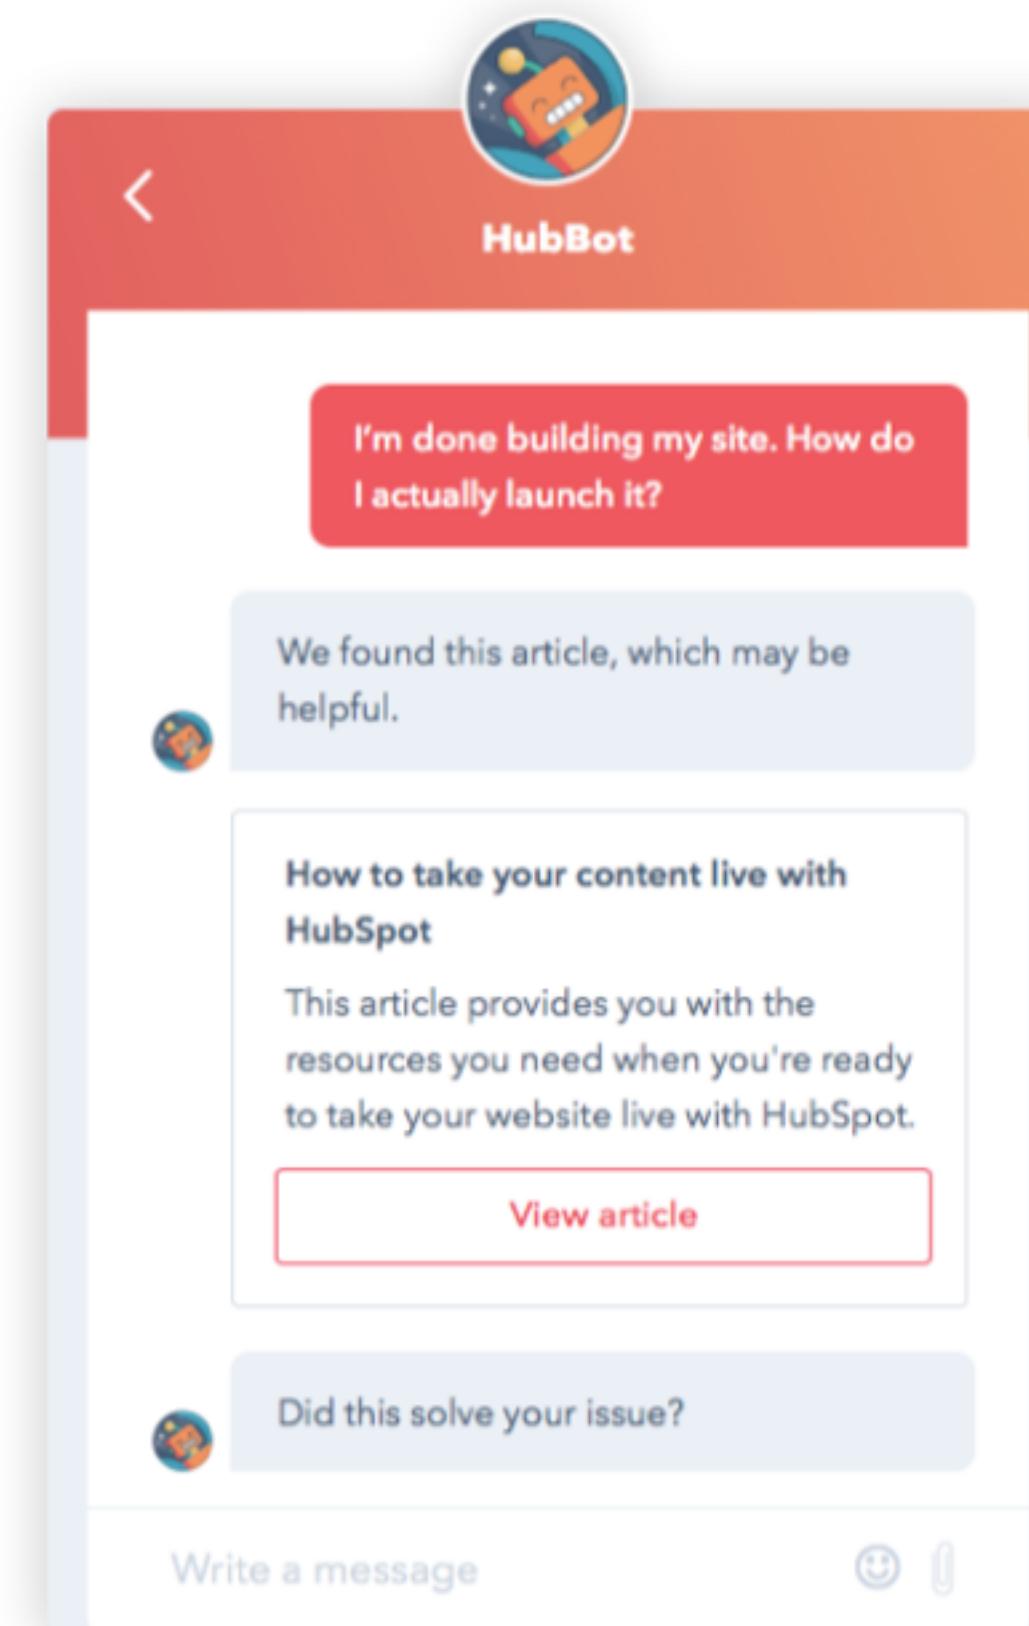 HubBot
I'm done building my site. How do
I actually launch it?
We found this article, which may be
helpful.
How to take your content live with
HubSpot
This article provides you with the
resources you need when you're ready
to take your website live with HubSpot.
View article
Did this solve your issue?
Write a message